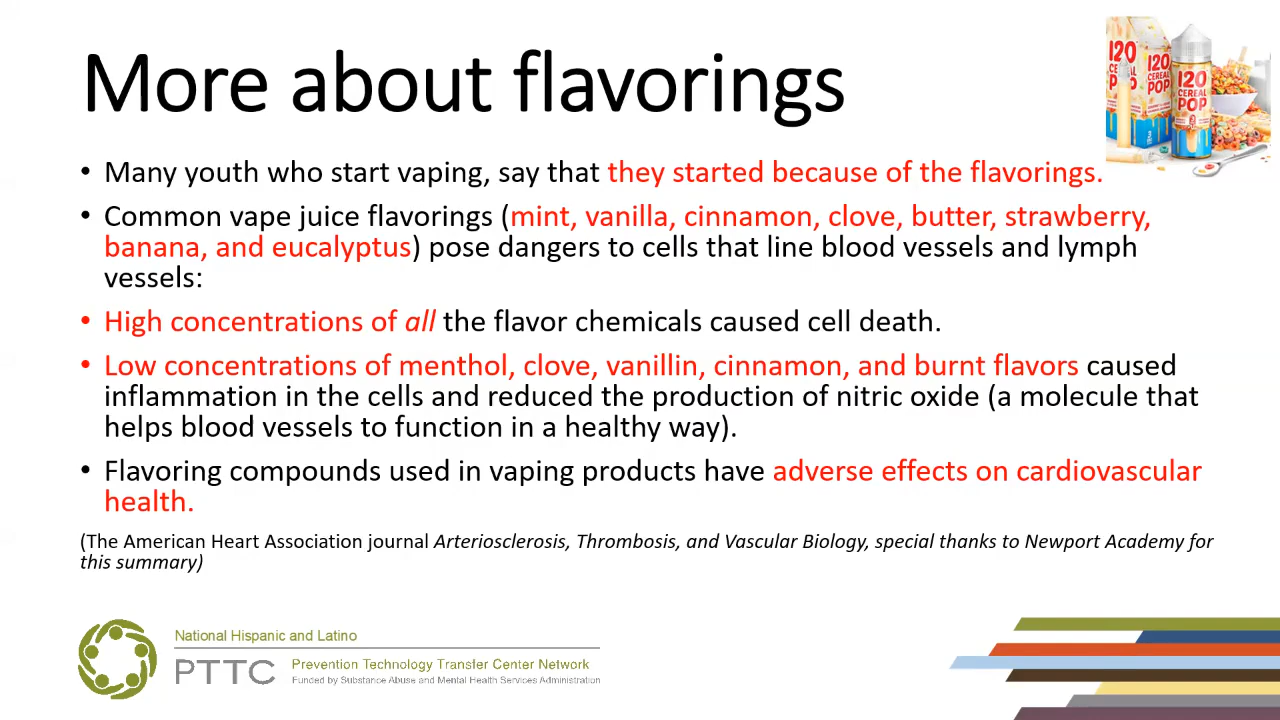 More about flavorings
120
CEREAL
POP
120
CEREAL
POP
120
CEREAL
POP
• Many youth who start vaping, say that they started because of the flavorings.
• Common vape juice flavorings (mint, vanilla, cinnamon, clove, butter, strawberry,
banana, and eucalyptus) pose dangers to cells that line blood vessels and lymph
vessels:
• High concentrations of all the flavor chemicals caused cell death.
• Low concentrations of menthol, clove, vanillin, cinnamon, and burnt flavors caused
inflammation in the cells and reduced the production of nitric oxide (a molecule that
helps blood vessels to function in a healthy way).
• Flavoring compounds used in vaping products have adverse effects on cardiovascular
health.
(The American Heart Association journal Arteriosclerosis, Thrombosis, and Vascular Biology, special thanks to Newport Academy for
this summary)
National Hispanic and Latino
PTTC Prevention Technology Transfer Center Network
Funded by Substance Abuse and Mental Health Services Administration